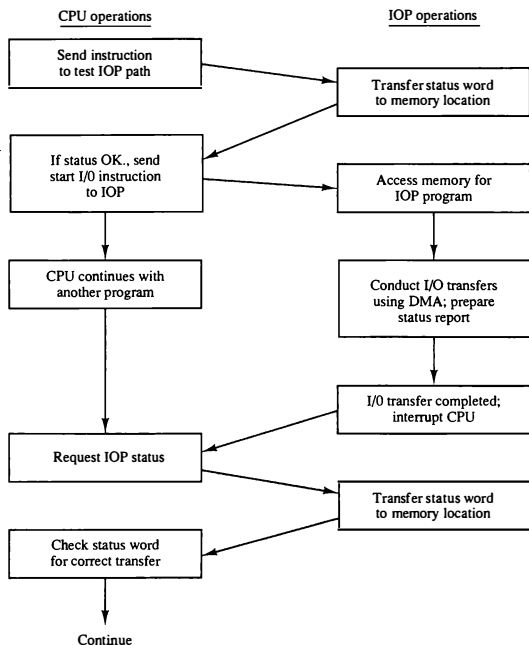 CPU operations
IOP operations
Send instruction
to test IOP path
Transfer status word
to memory location
If status OK., send
start I/0 instruction
to IOP
Access memory for
IOP program
CPU continues with
another program
Conduct I/O transfers
using DMA; prepare
status report
I/0 transfer completed;
interrupt CPU
Request IOP status
Transfer status word
to memory location
Check status word
for correct transfer
Continue